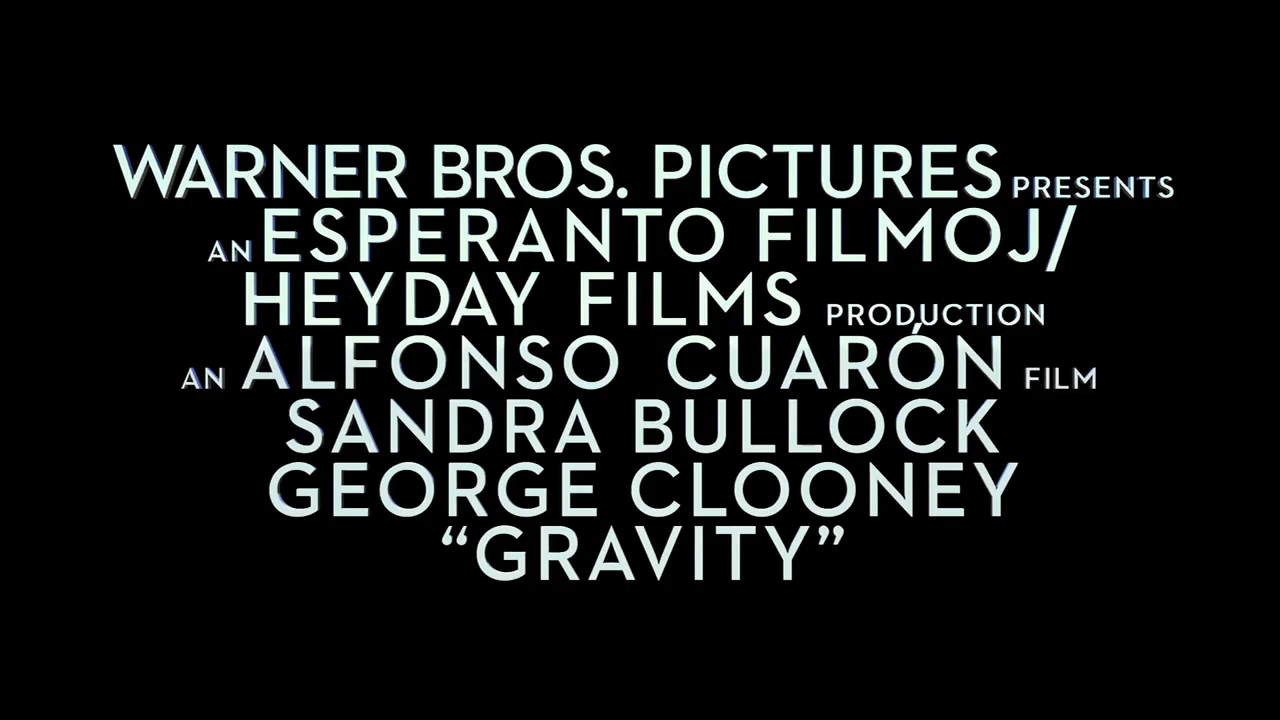 WARNER BROS. PICTURES PRESENTS
AN ESPERANTO FILMOJ/
HEYDAY FILMS PRODUCTION
AN ALFONSO CUARÓN FILM
SANDRA BULLOCK
GEORGE CLOONEY
“GRAVITY”